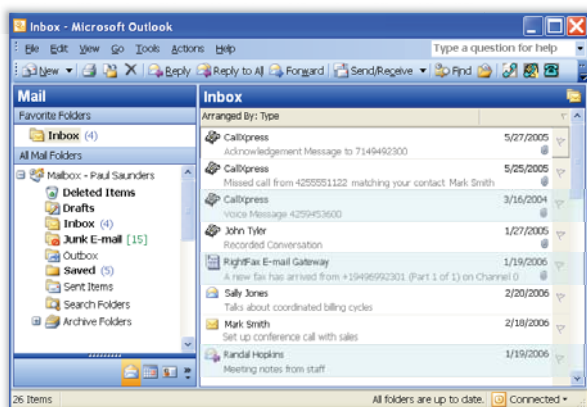 Inbox - Microsoft Outlook
File Edit View Go Tools Actions Help Type a question for help
New Reply Reply to All Forward Send/Receive Find
Mail
Favorite Folders
Inbox (4)
All Mail Folders
Mailbox - Paul Saunders
Deleted Items
Drafts
Inbox (4)
Junk E-mail [15]
Outbox
Saved (5)
Sent Items
Search Folders
Archive Folders
Inbox
Arranged By: Type
CallXpress 5/27/2005
Acknowledgement Message to 7149492300
CallXpress 5/25/2005
Missed call from 4255551122 matching your contact Mark Smith
CallXpress 3/16/2004
Voice Message 4259453600
John Tyler 1/27/2005
Recorded Conversation
RightFax E-mail Gateway 1/19/2006
A new fax has arrived from +19496992301 (Part 1 of 1) on Channel 0
Sally Jones 2/20/2006
Talks about coordinated billing cycles
Mark Smith 2/18/2006
Set up conference call with sales
Randal Hopkins 1/19/2006
Meeting notes from staff
26 Items All folders are up to date. Connected